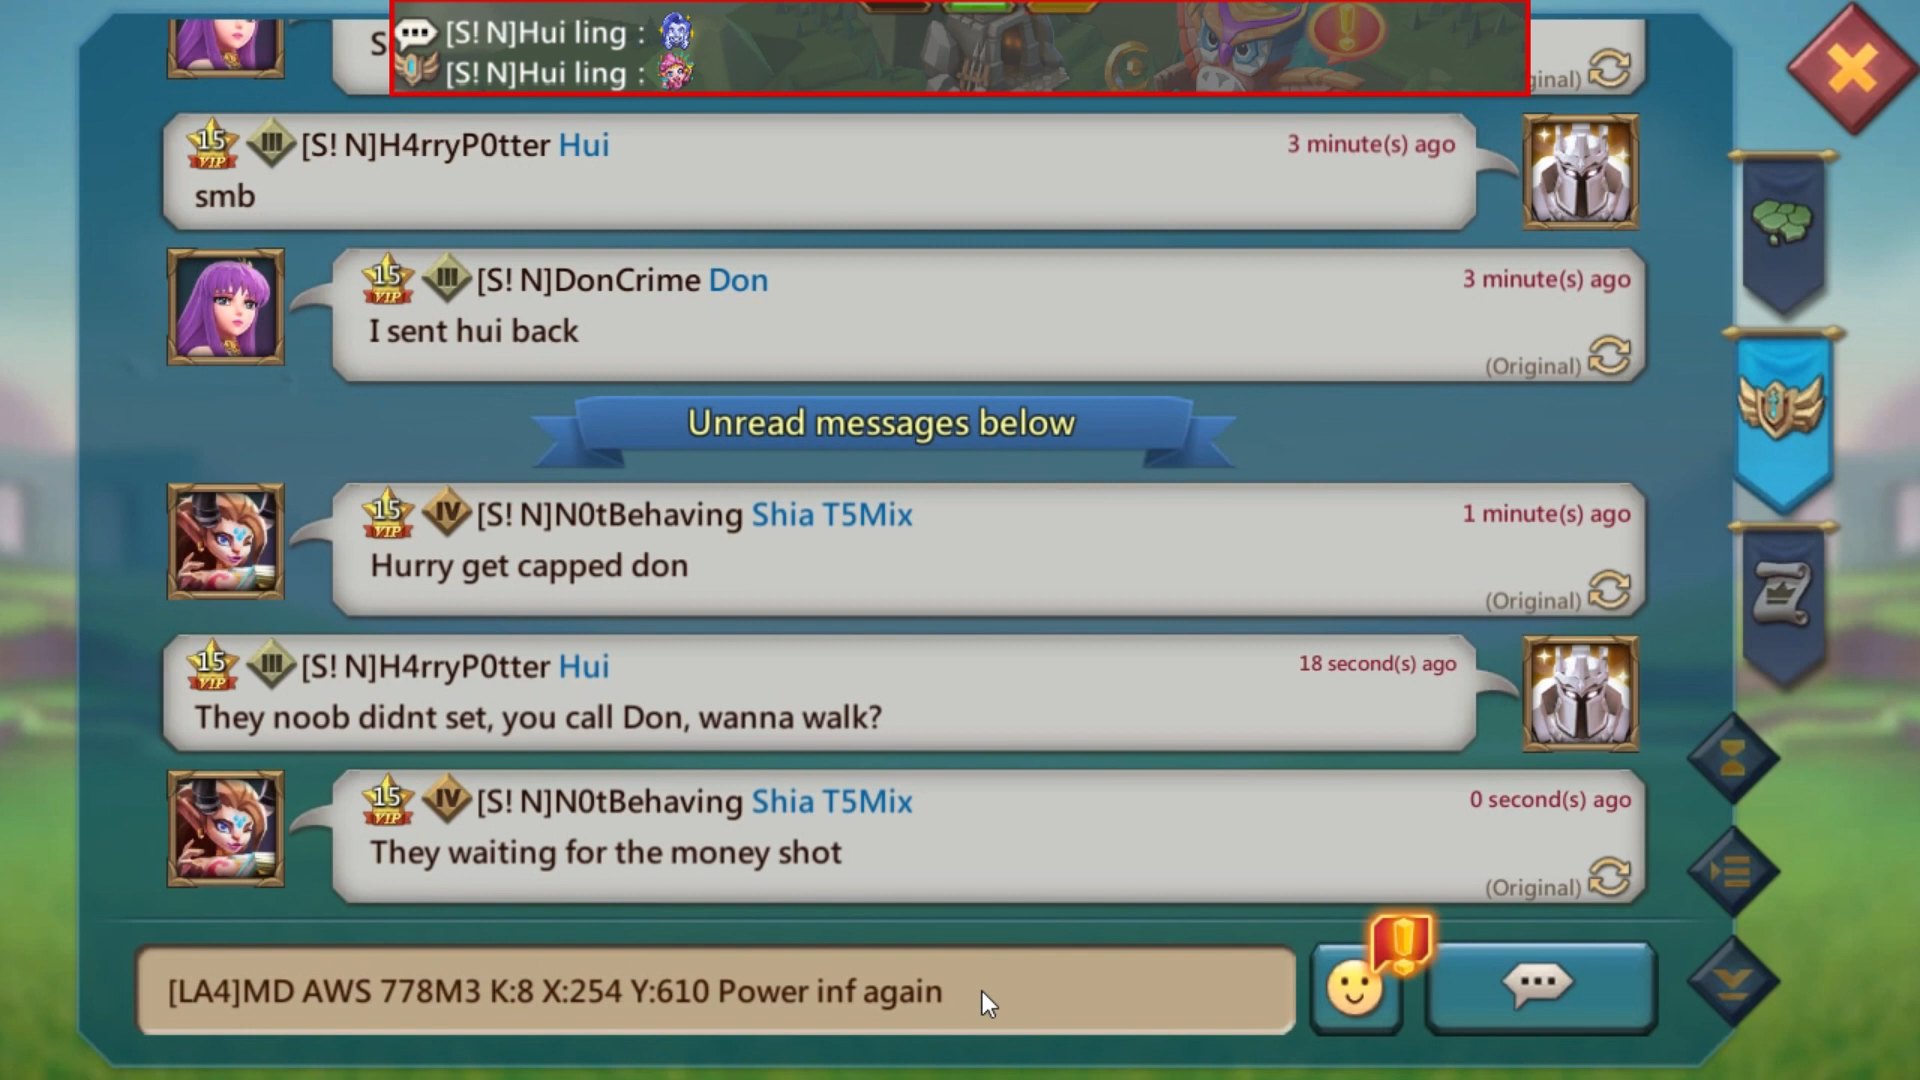 [S! N]Hui ling :
[S! N]Hui ling :
S
ginal)
15 VIP III [S! N]H4rryP0tter Hui 3 minute(s) ago
smb
15 VIP III [S! N]DonCrime Don 3 minute(s) ago
I sent hui back
(Original)
Unread messages below
15 VIP IV [S! N]N0tBehaving Shia T5Mix 1 minute(s) ago
Hurry get capped don
(Original)
15 VIP III [S! N]H4rryP0tter Hui 18 second(s) ago
They noob didnt set, you call Don, wanna walk?
15 VIP IV [S! N]N0tBehaving Shia T5Mix 0 second(s) ago
They waiting for the money shot
(Original)
[LA4]MD AWS 778M3 K:8 X:254 Y:610 Power inf again